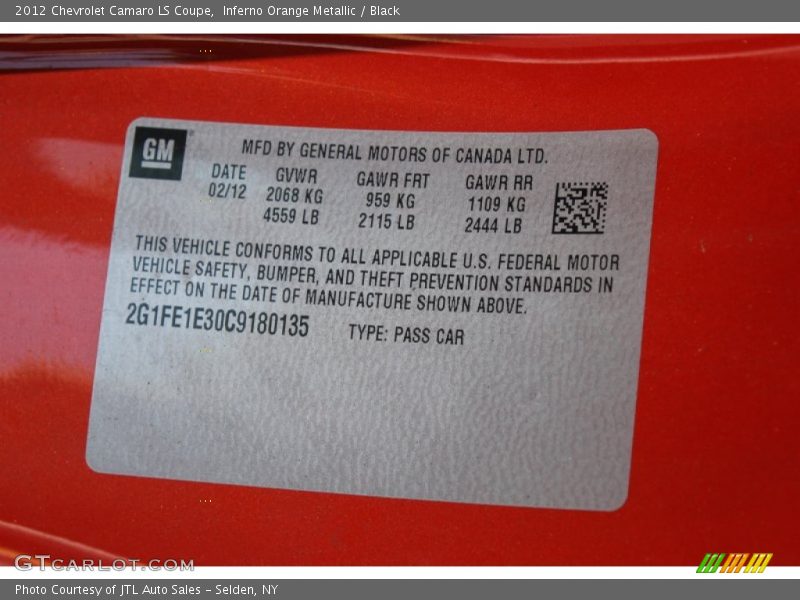 2012 Chevrolet Camaro LS Coupe,  Inferno Orange Metallic / Black
GM
MFD BY GENERAL MOTORS OF CANADA LTD.
DATE GVWR GAWR FRT GAWR RR
02/12 2068 KG 959 KG 1109 KG
4559 LB 2115 LB 2444 LB
THIS VEHICLE CONFORMS TO ALL APPLICABLE U.S. FEDERAL MOTOR
VEHICLE SAFETY, BUMPER, AND THEFT PREVENTION STANDARDS IN
EFFECT ON THE DATE OF MANUFACTURE SHOWN ABOVE.
2G1FE1E30C9180135 TYPE: PASS CAR
GTCARLOT.COM
Photo Courtesy of JTL Auto Sales – Selden, NY